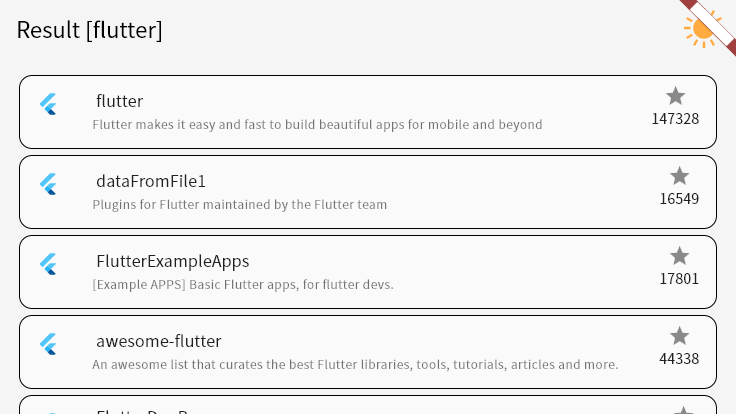 Result [flutter]
flutter
Flutter makes it easy and fast to build beautiful apps for mobile and beyond
147328
dataFromFile1
Plugins for Flutter maintained by the Flutter team
16549
FlutterExampleApps
[Example APPS] Basic Flutter apps, for flutter devs.
17801
awesome-flutter
An awesome list that curates the best Flutter libraries, tools, tutorials, articles and more.
44338